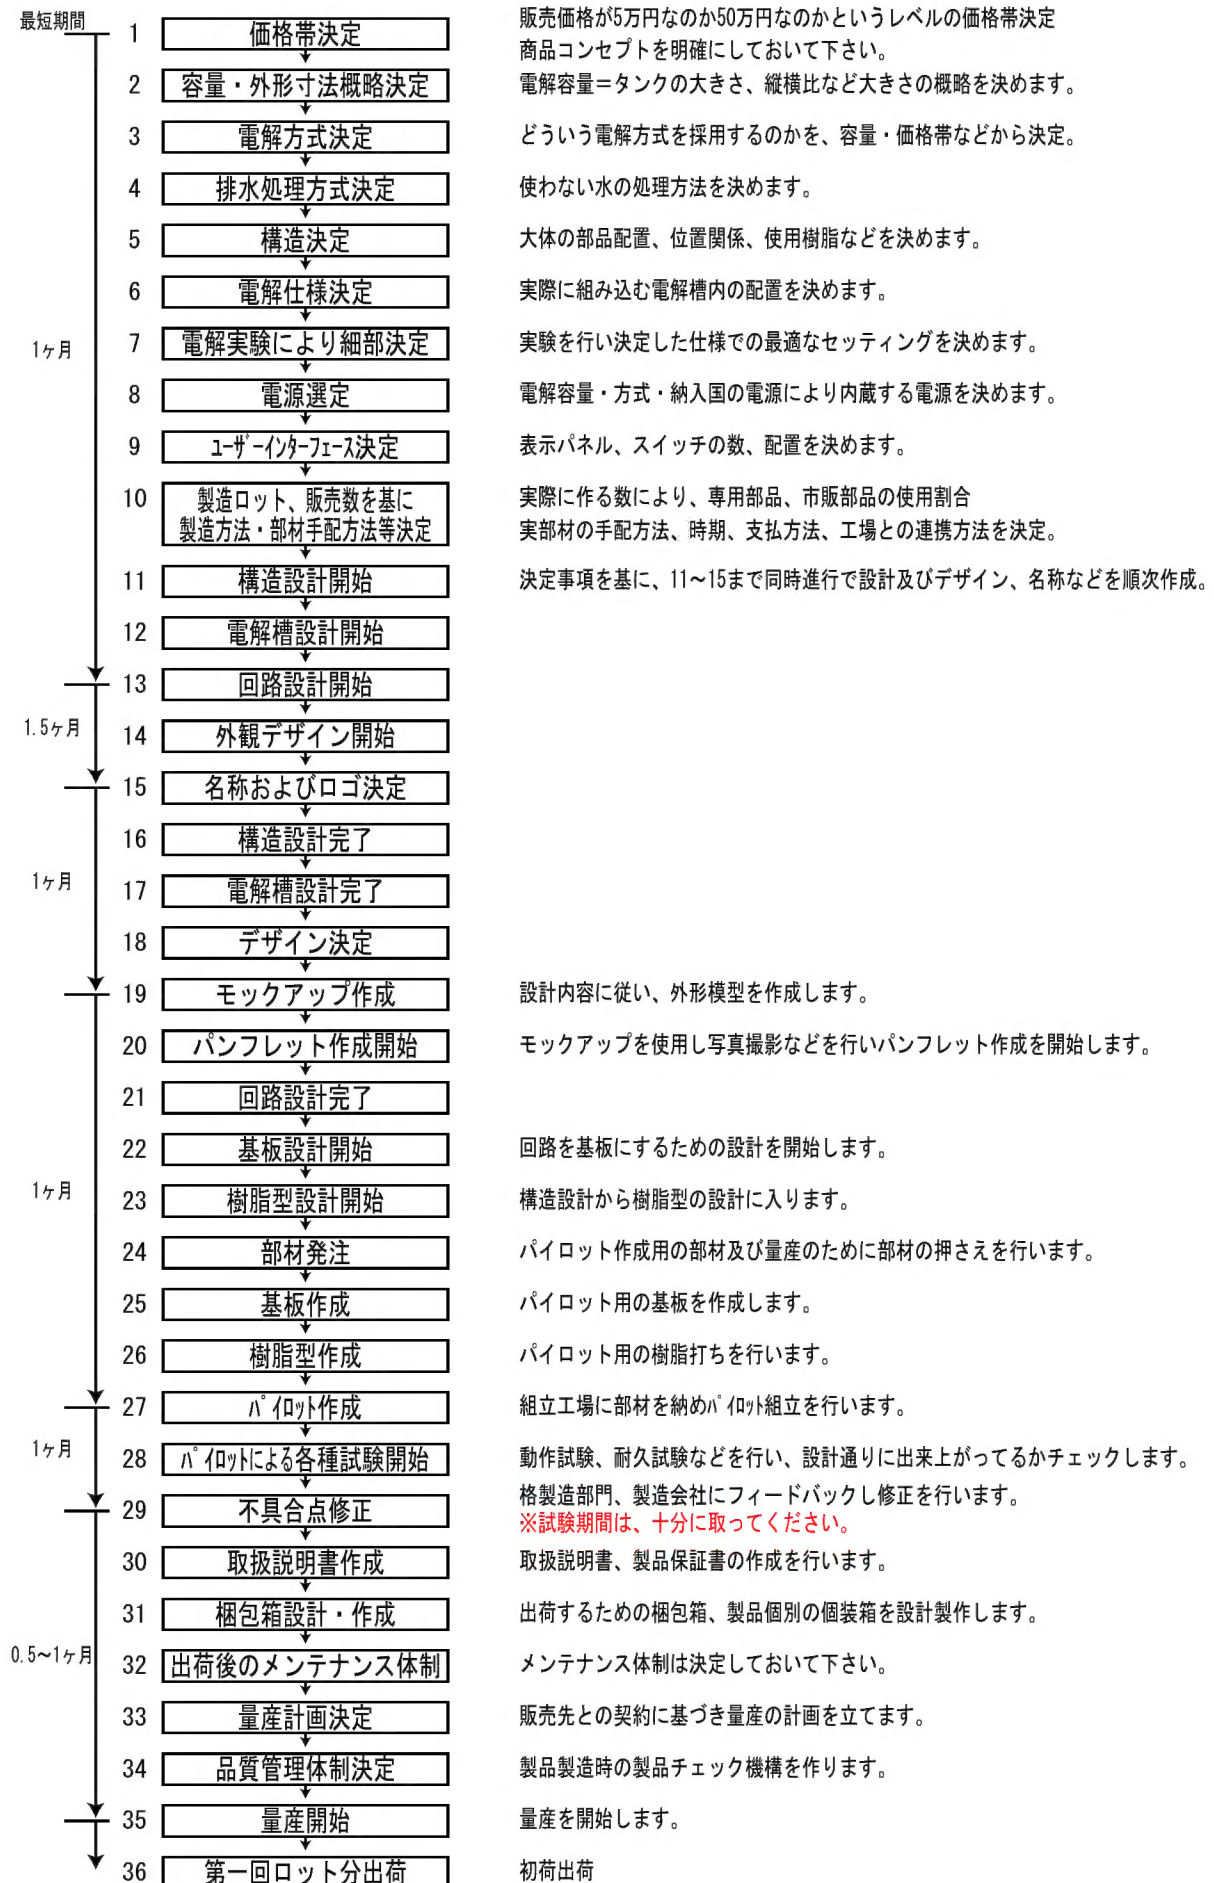 最短期間
1 価格帯決定 販売価格が5万円なのか50万円なのかというレベルの価格帯決定
商品コンセプトを明確にしておいて下さい。
2 容量・外形寸法概略決定 電解容量＝タンクの大きさ、縦横比など大きさの概略を決めます。
3 電解方式決定 どういう電解方式を採用するのかを、容量・価格帯などから決定。
4 排水処理方式決定 使わない水の処理方法を決めます。
5 構造決定 大体の部品配置、位置関係、使用樹脂などを決めます。
6 電解仕様決定 実際に組み込む電解槽内の配置を決めます。
1ヶ月
7 電解実験により細部決定 実験を行い決定した仕様での最適なセッティングを決めます。
8 電源選定 電解容量・方式・納入国の電源により内蔵する電源を決めます。
9 ﾕｰｻﾞｰｲﾝﾀｰﾌｪｰｽ決定 表示パネル、スイッチの数、配置を決めます。
10 製造ロット、販売数を基に 実際に作る数により、専用部品、市販部品の使用割合
製造方法・部材手配方法等決定 実部材の手配方法、時期、支払方法、工場との連携方法を決定。
11 構造設計開始 決定事項を基に、11～15まで同時進行で設計及びデザイン、名称などを順次作成。
12 電解槽設計開始
13 回路設計開始
1.5ヶ月
14 外観デザイン開始
15 名称およびロゴ決定
16 構造設計完了
1ヶ月
17 電解槽設計完了
18 デザイン決定
19 モックアップ作成 設計内容に従い、外形模型を作成します。
20 パンフレット作成開始 モックアップを使用し写真撮影などを行いパンフレット作成を開始します。
21 回路設計完了
22 基板設計開始 回路を基板にするための設計を開始します。
1ヶ月
23 樹脂型設計開始 構造設計から樹脂型の設計に入ります。
24 部材発注 パイロット作成用の部材及び量産のために部材の押さえを行います。
25 基板作成 パイロット用の基板を作成します。
26 樹脂型作成 パイロット用の樹脂打ちを行います。
27 ﾊﾟｲﾛｯﾄ作成 組立工場に部材を納めﾊﾟｲﾛｯﾄ組立を行います。
1ヶ月
28 ﾊﾟｲﾛｯﾄによる各種試験開始 動作試験、耐久試験などを行い、設計通りに出来上がってるかチェックします。
29 不具合点修正 格製造部門、製造会社にフィードバックし修正を行います。
※試験期間は、十分に取ってください。
30 取扱説明書作成 取扱説明書、製品保証書の作成を行います。
31 梱包箱設計・作成 出荷するための梱包箱、製品個別の個装箱を設計製作します。
0.5～1ヶ月
32 出荷後のメンテナンス体制 メンテナンス体制は決定しておいて下さい。
33 量産計画決定 販売先との契約に基づき量産の計画を立てます。
34 品質管理体制決定 製品製造時の製品チェック機構を作ります。
35 量産開始 量産を開始します。
36 第一回ロット分出荷 初荷出荷